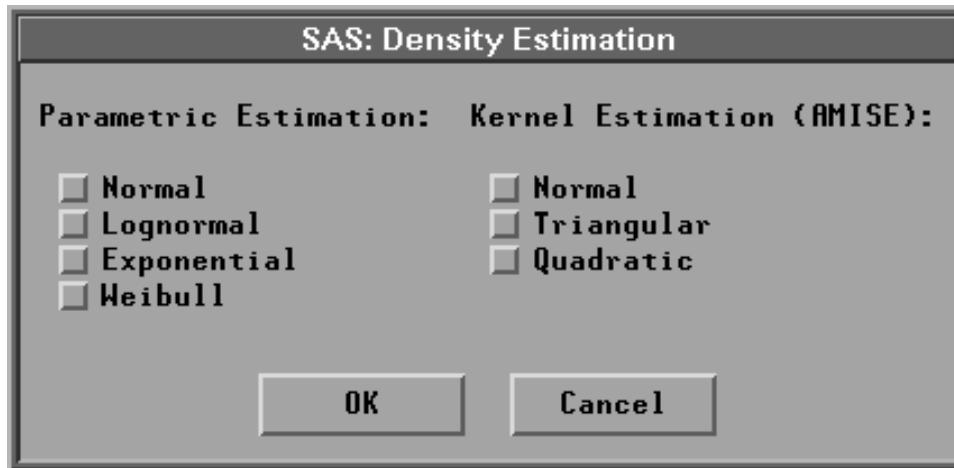 SAS: Density Estimation
Parametric Estimation: Kernel Estimation (AMISE):
Normal Normal
Lognormal Triangular
Exponential Quadratic
Weibull
OK Cancel